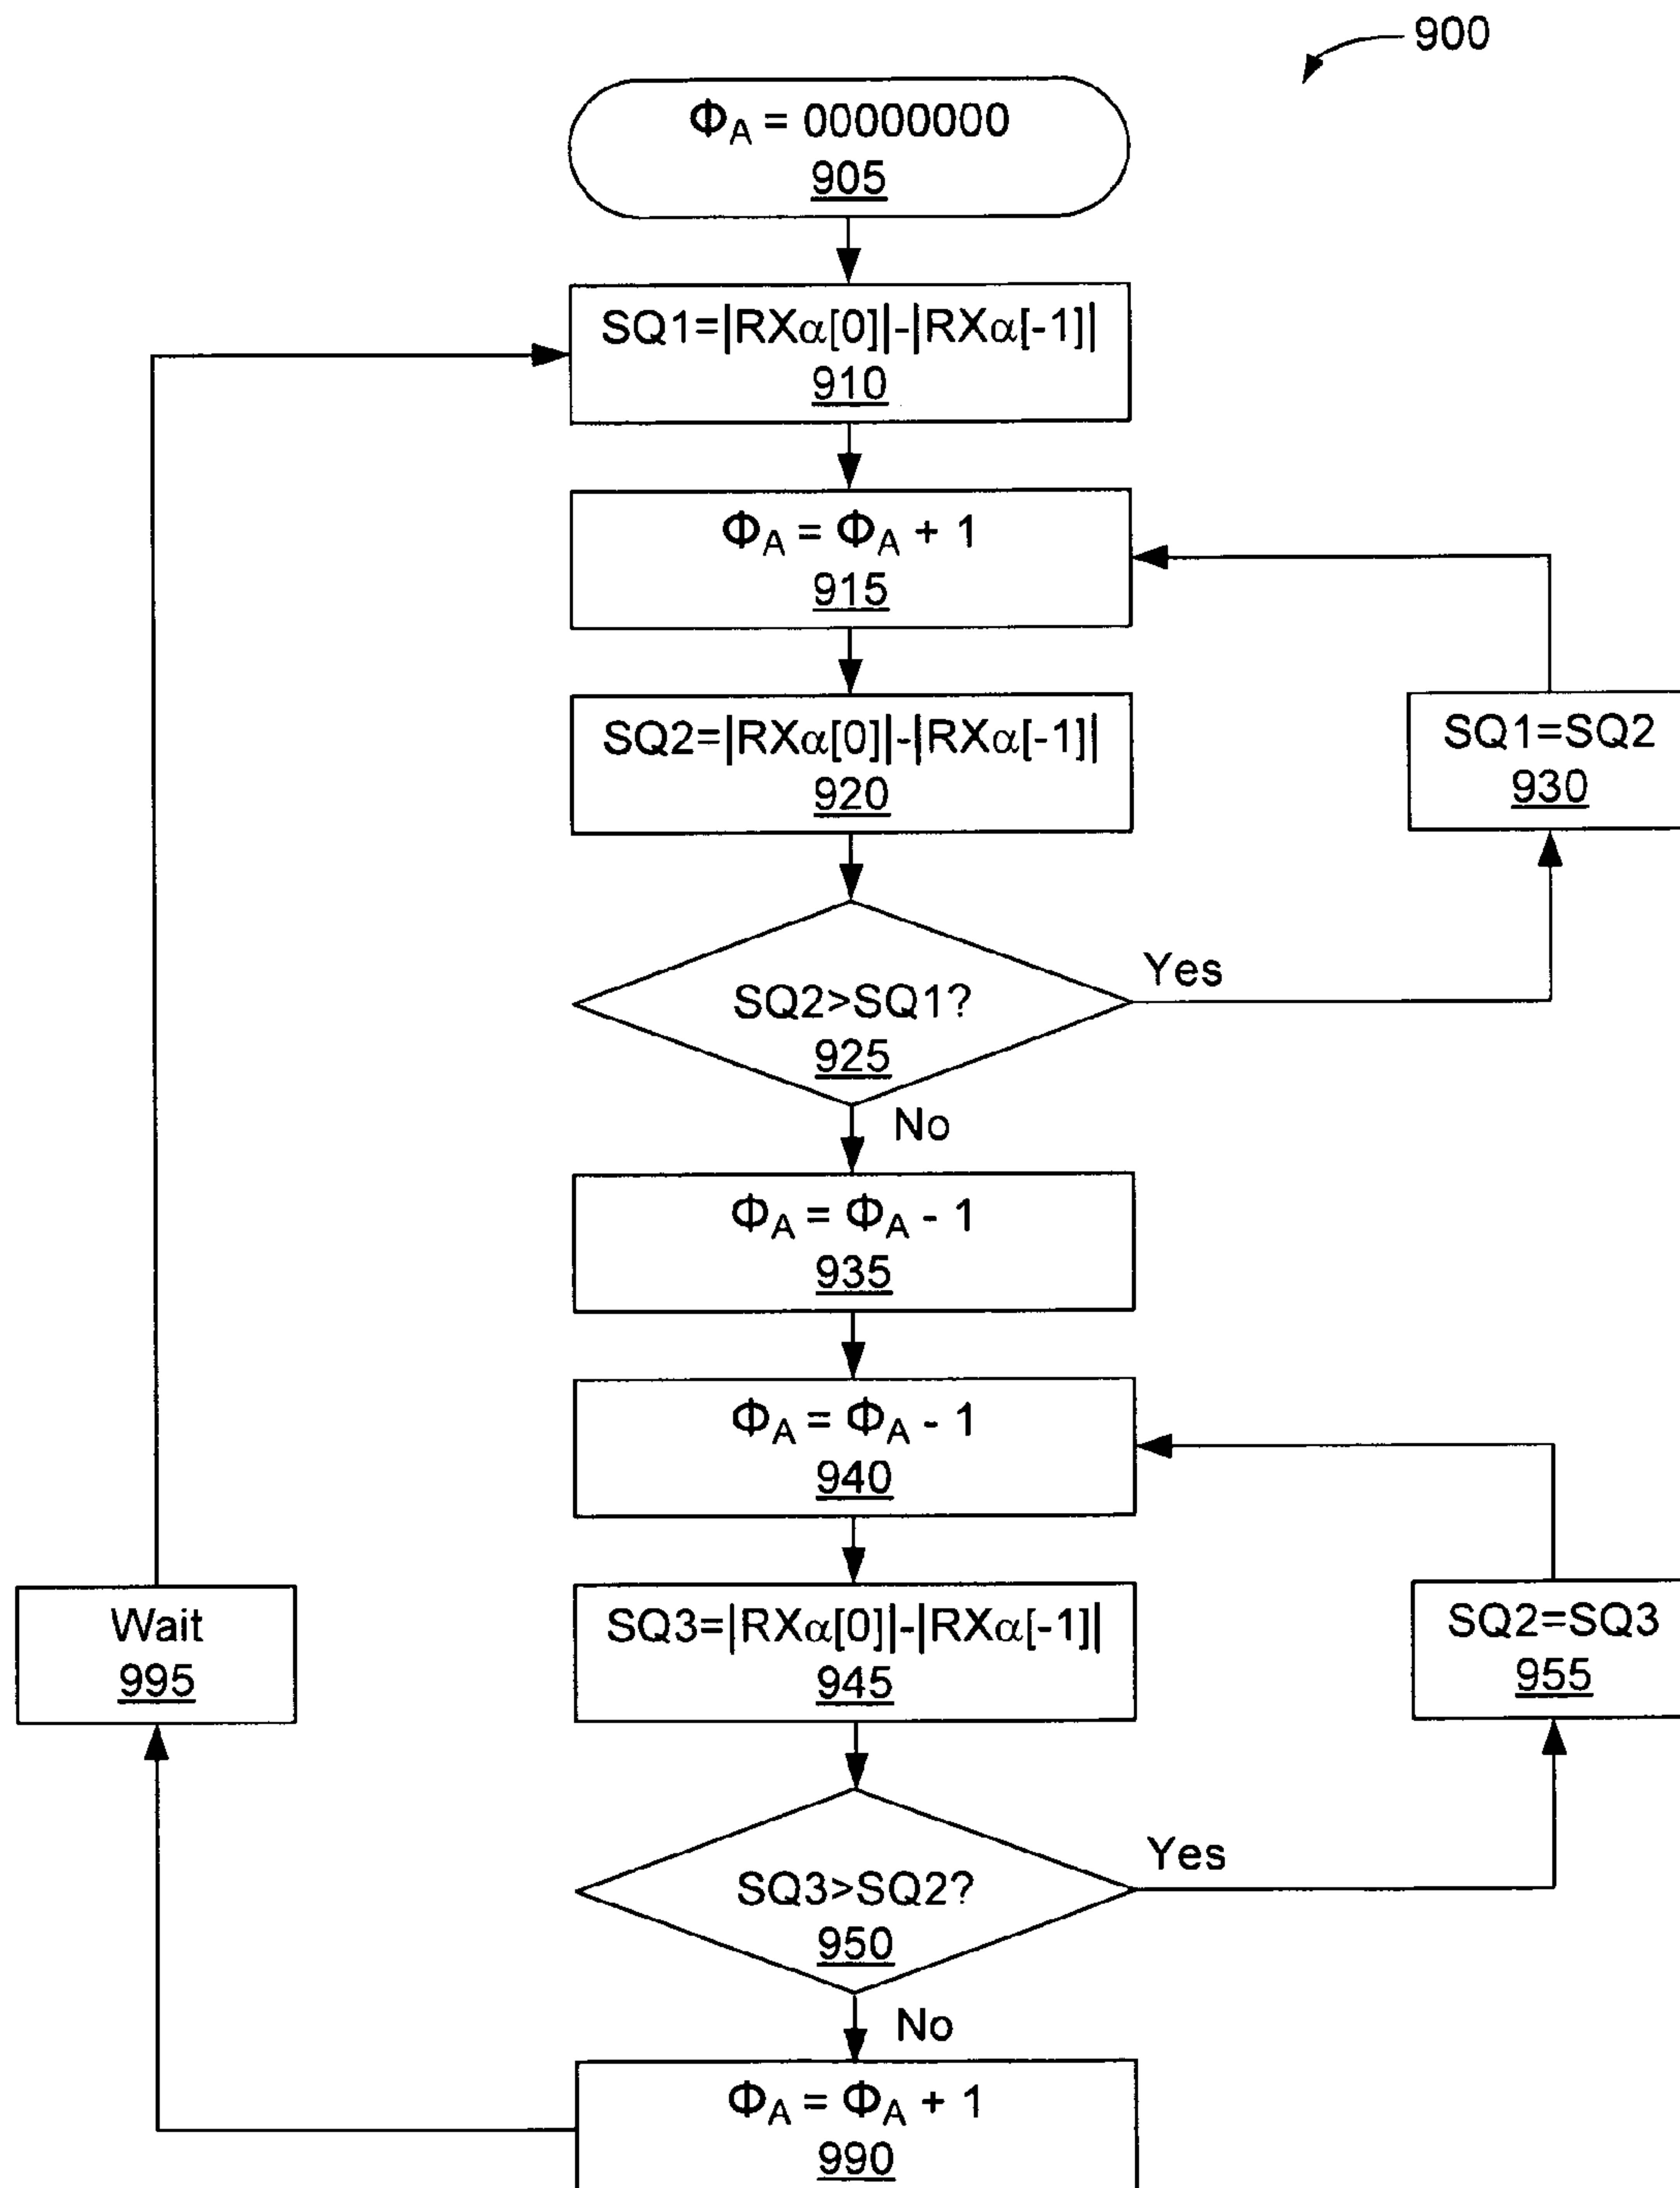 900
ΦA = 00000000
905
SQ1=|RXα[0]|-|RXα[-1]|
910
ΦA = ΦA + 1
915
SQ2=|RXα[0]|-|RXα[-1]|
920
SQ1=SQ2
930
Yes
SQ2>SQ1?
925
No
ΦA = ΦA - 1
935
ΦA = ΦA - 1
940
Wait
995
SQ3=|RXα[0]|-|RXα[-1]|
945
SQ2=SQ3
955
Yes
SQ3>SQ2?
950
No
ΦA = ΦA + 1
990